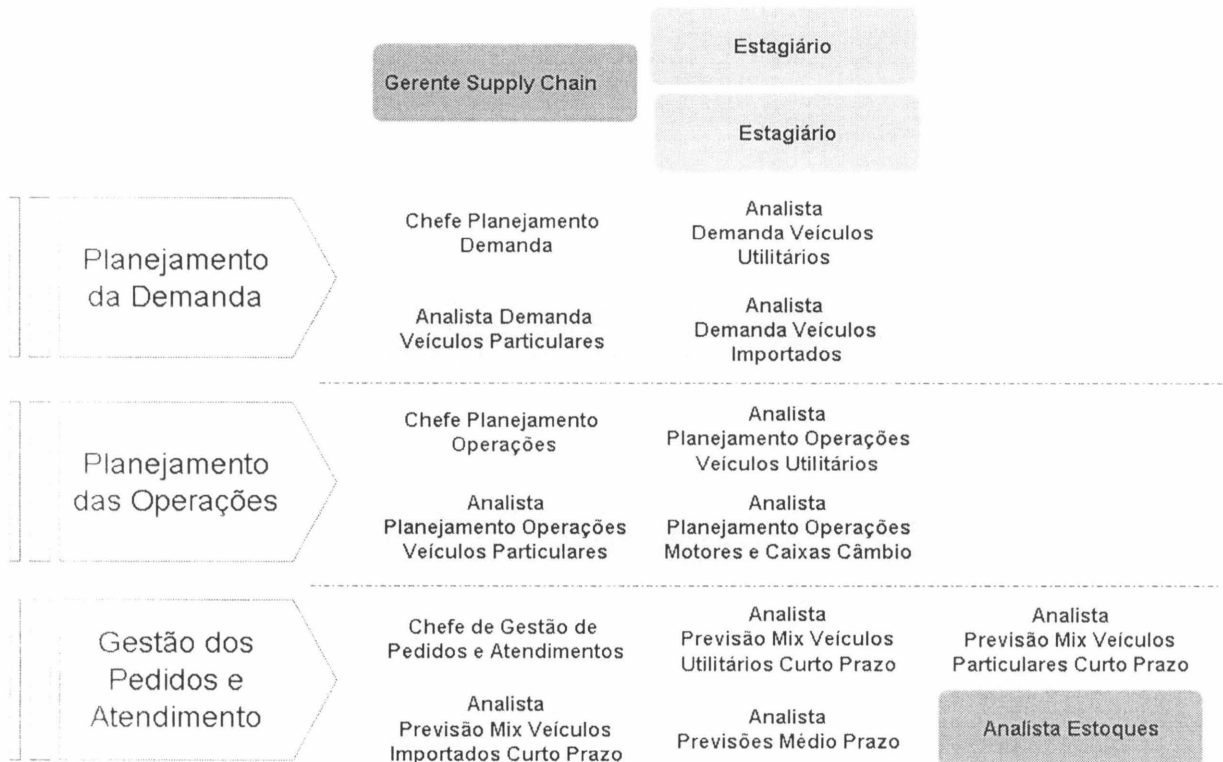 Gerente Supply Chain
Estagiário
Estagiário
Planejamento
da Demanda
Chefe Planejamento
Demanda
Analista
Demanda Veículos
Utilitários
Analista Demanda
Veículos Particulares
Analista
Demanda Veículos
Importados
Planejamento
das Operações
Chefe Planejamento
Operações
Analista
Planejamento Operações
Veículos Utilitários
Analista
Planejamento Operações
Veículos Particulares
Analista
Planejamento Operações
Motores e Caixas Câmbio
Gestão dos
Pedidos e
Atendimento
Chefe de Gestão de
Pedidos e Atendimentos
Analista
Previsão Mix Veículos
Utilitários Curto Prazo
Analista
Previsão Mix Veículos
Particulares Curto Prazo
Analista
Previsão Mix Veículos
Importados Curto Prazo
Analista
Previsões Médio Prazo
Analista Estoques